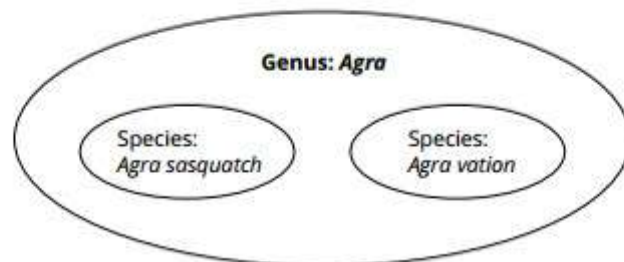 Genus: Agra
Species:
Agra sasquatch
Species:
Agra vation